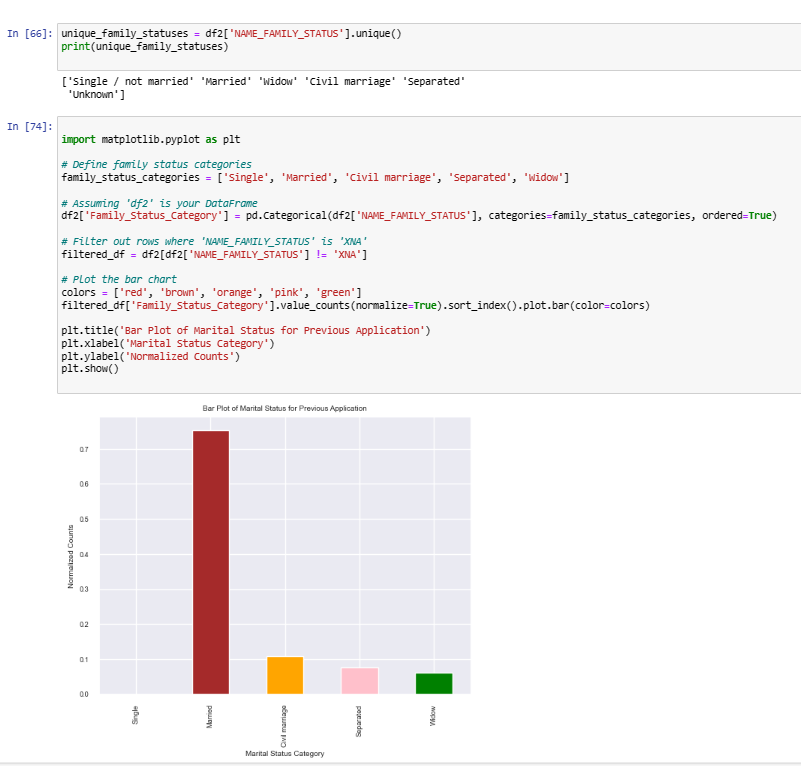 In [66]: unique_family_statuses = df2['NAME_FAMILY_STATUS'].unique()
print(unique_family_statuses)
['Single / not married' 'Married' 'Widow' 'Civil marriage' 'Separated'
'Unknown']
In [74]:
import matplotlib.pyplot as plt
# Define family status categories
family_status_categories = ['Single', 'Married', 'Civil marriage', 'Separated', 'Widow']
# Assuming 'df2' is your DataFrame
df2['Family_Status_Category'] = pd.Categorical(df2['NAME_FAMILY_STATUS'], categories=family_status_categories, ordered=True)
# Filter out rows where 'NAME_FAMILY_STATUS' is 'XNA'
filtered_df = df2[df2['NAME_FAMILY_STATUS'] != 'XNA']
# Plot the bar chart
colors = ['red', 'brown', 'orange', 'pink', 'green']
filtered_df['Family_Status_Category'].value_counts(normalize=True).sort_index().plot.bar(color=colors)
plt.title('Bar Plot of Marital Status for Previous Application')
plt.xlabel('Marital Status Category')
plt.ylabel('Normalized Counts')
plt.show()
Bar Plot of Marital Status for Previous Application
Normalized Counts
0.7
0.6
0.5
0.4
0.3
0.2
0.1
0.0
Single
Married
Civil marriage
Separated
Widow
Marital Status Category